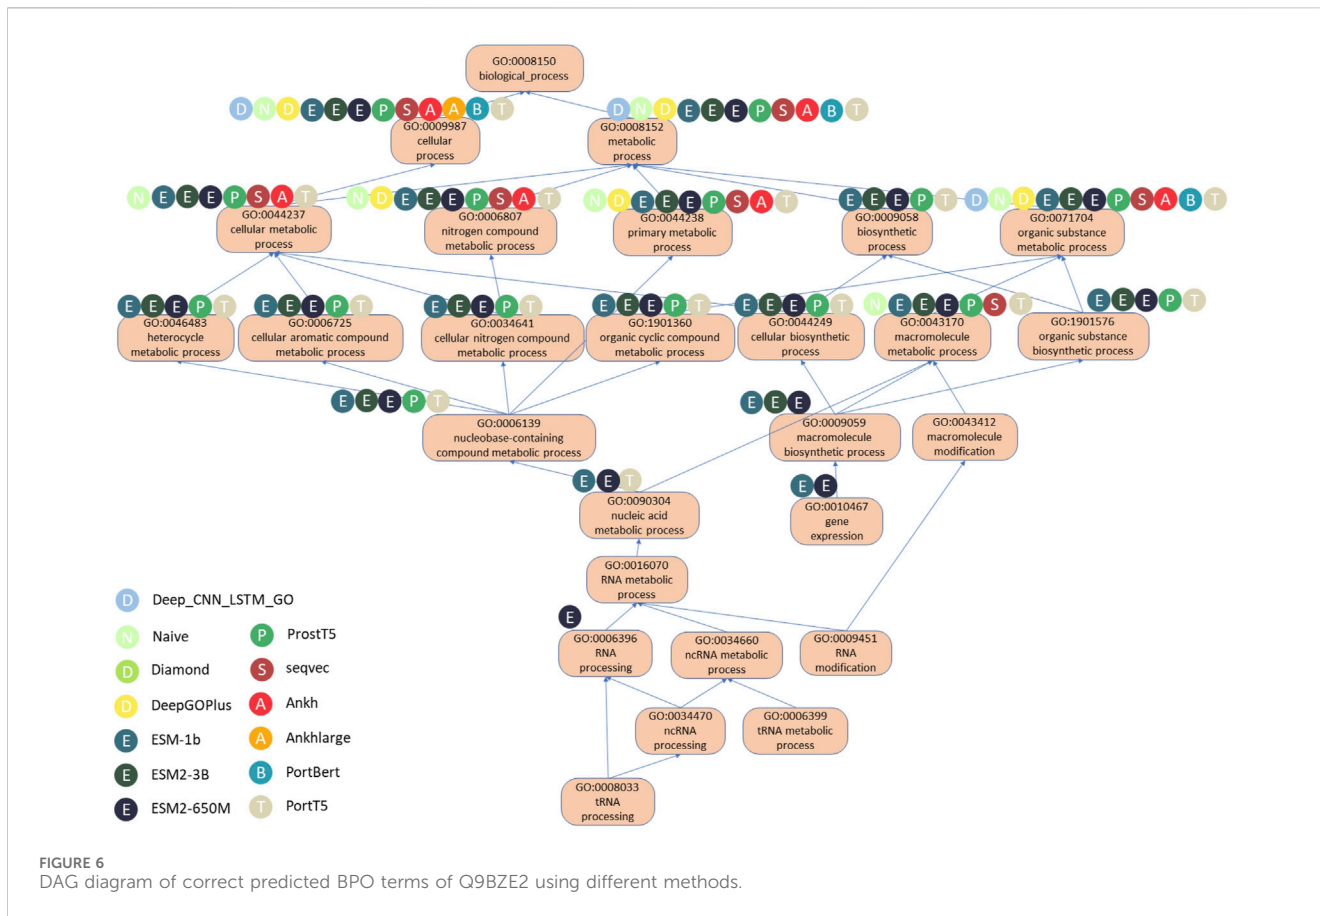 GO:0008150
biological_process
D N D E E E P S A A B T
D N D E E E P S A B T
GO:0009987
cellular
process
GO:0008152
metabolic
process
N E E E P S A T
N D E E E P S A T
N D E E E P S A T
E E E P T
D N D E E E P S A B T
GO:0044237
cellular metabolic
process
GO:0006807
nitrogen compound
metabolic process
GO:0044238
primary metabolic
process
GO:0009058
biosynthetic
process
GO:0071704
organic substance
metabolic process
E E E P T
E E E P T
E E E P T
E E E P T
E E E P T
N E E E P S T
E E E P T
GO:0046483
heterocycle
metabolic process
GO:0006725
cellular aromatic compound
metabolic process
GO:0034641
cellular nitrogen compound
metabolic process
GO:1901360
organic cyclic compound
metabolic process
GO:0044249
cellular biosynthetic
process
GO:0043170
macromolecule
metabolic process
GO:1901576
organic substance
biosynthetic process
E E E P T
E E E
GO:0006139
nucleobase-containing
compound metabolic process
GO:0009059
macromolecule
biosynthetic process
GO:0043412
macromolecule
modification
E E T
E E
GO:0090304
nucleic acid
metabolic process
GO:0010467
gene
expression
GO:0016070
RNA metabolic
process
E
GO:0006396
RNA
processing
GO:0034660
ncRNA metabolic
process
GO:0009451
RNA
modification
GO:0034470
ncRNA
processing
GO:0006399
tRNA metabolic
process
GO:0008033
tRNA
processing
D Deep_CNN_LSTM_GO
N Naive
D Diamond
D DeepGOPlus
E ESM-1b
E ESM2-3B
E ESM2-650M
P ProstT5
S seqvec
A Ankh
A Ankhlarge
B PortBert
T PortT5
FIGURE 6
DAG diagram of correct predicted BPO terms of Q9BZE2 using different methods.